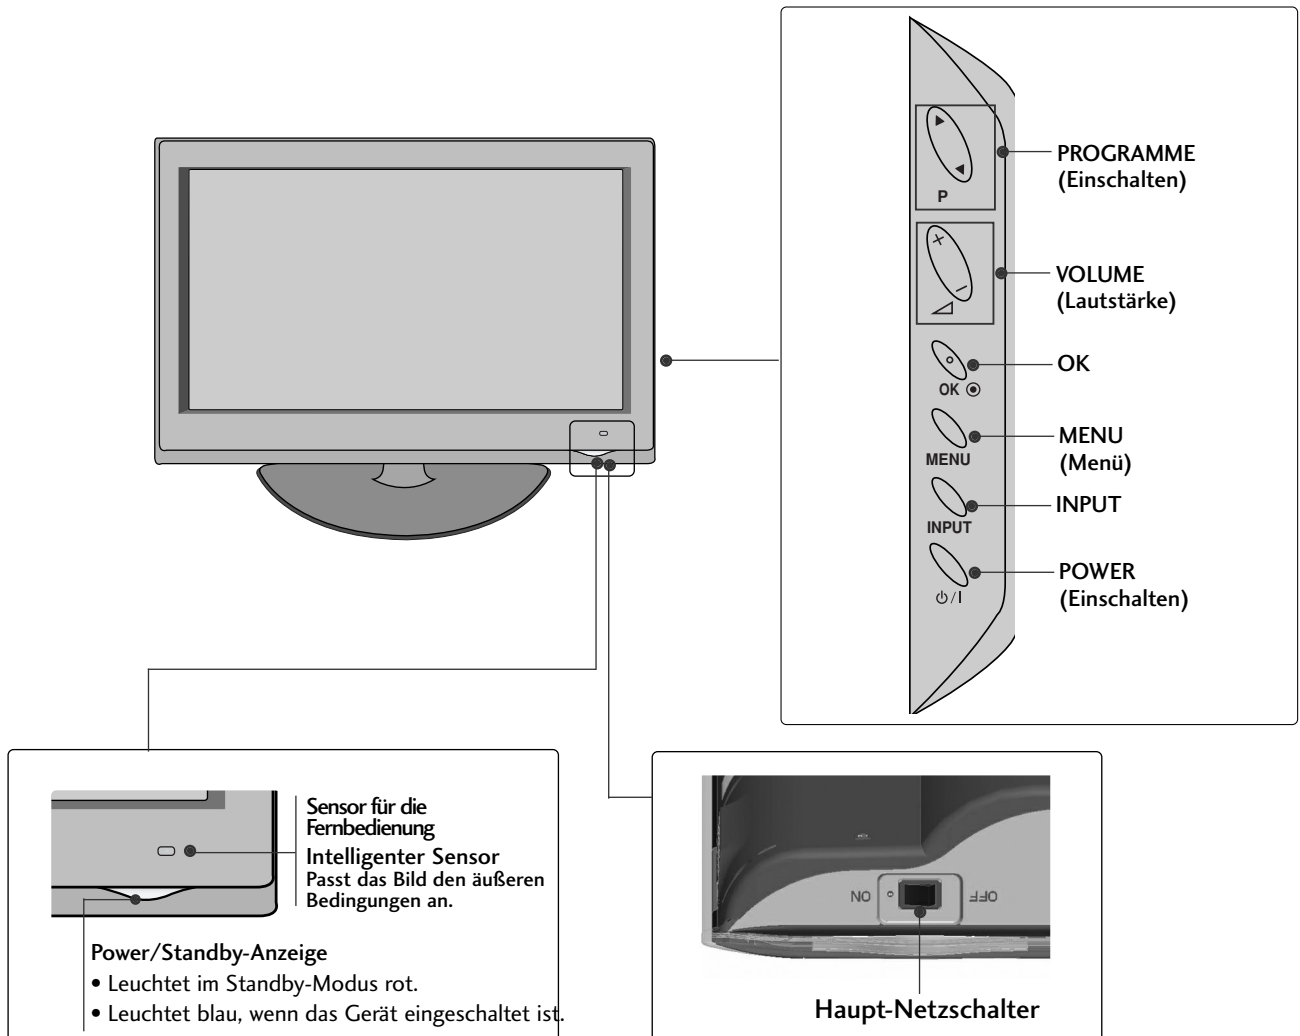 P
OK
MENU
INPUT
/I
PROGRAMME
(Einschalten)
VOLUME
(Lautstärke)
OK
MENU
(Menü)
INPUT
POWER
(Einschalten)
Sensor für die
Fernbedienung
Intelligenter Sensor
Passt das Bild den äußeren
Bedingungen an.
Power/Standby-Anzeige
• Leuchtet im Standby-Modus rot.
• Leuchtet blau, wenn das Gerät eingeschaltet ist.
ON
OFF
Haupt-Netzschalter